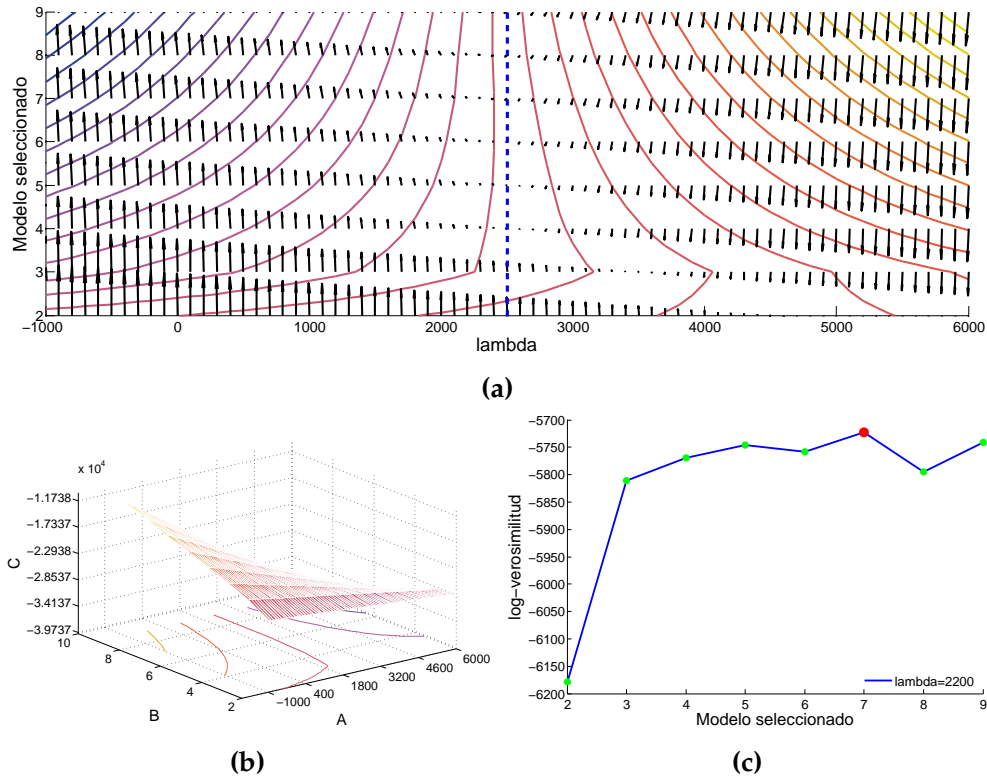 9
8
7
6
5
4
3
2
Modelo seleccionado
−1000 0 1000 2000 3000 4000 5000 6000
lambda
(a)
x 10⁴
−1.1738
−1.7337
−2.2938
−2.8537
−3.4137
−3.9737
C
10
8
6
4
2
B
−1000
400
1800
3200
4600
6000
A
(b)
−5700
−5750
−5800
−5850
−5900
−5950
−6000
−6050
−6100
−6150
−6200
log−verosimilitud
lambda=2200
2 3 4 5 6 7 8 9
Modelo seleccionado
(c)